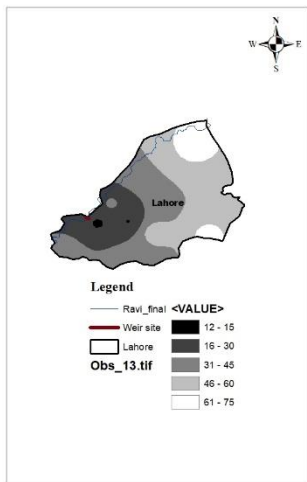 N
W E
S
Lahore
Legend
Ravi_final <VALUE>
Weir site 12 - 15
Lahore 16 - 30
Obs_13.tif 31 - 45
46 - 60
61 - 75